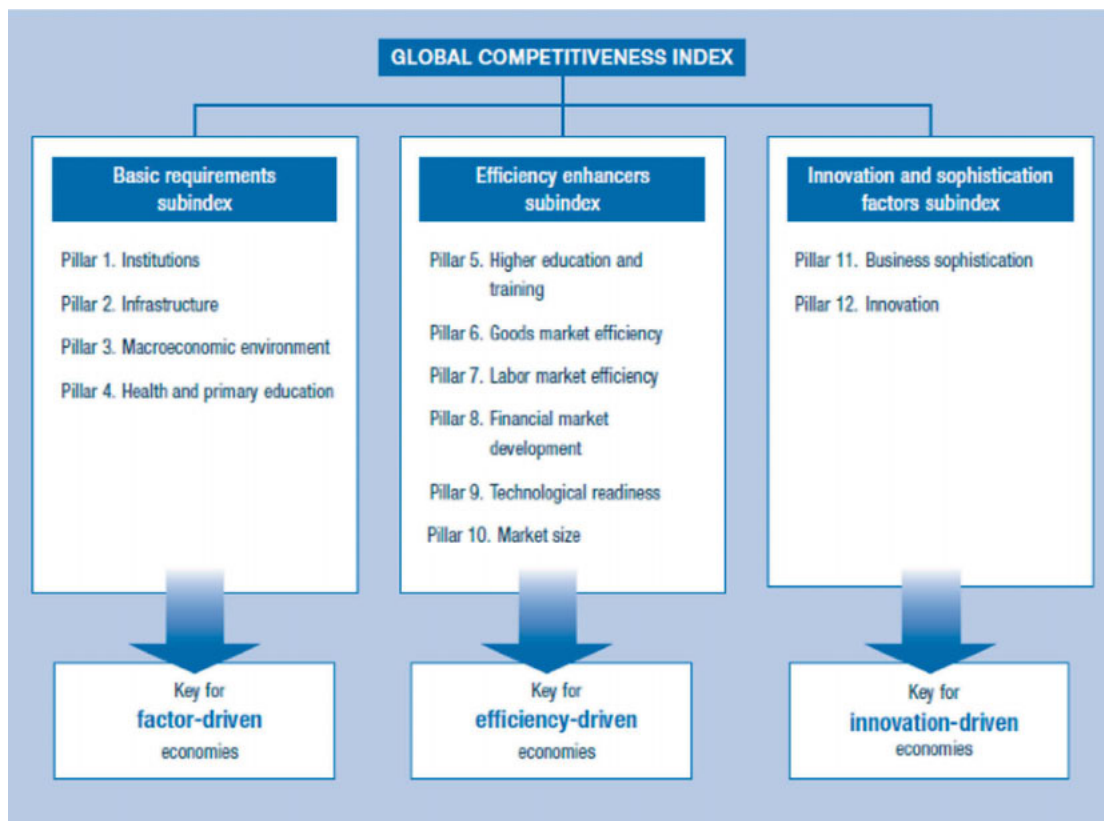 GLOBAL COMPETITIVENESS INDEX
Basic requirements
subindex
Pillar 1. Institutions
Pillar 2. Infrastructure
Pillar 3. Macroeconomic environment
Pillar 4. Health and primary education
Key for
factor-driven
economies
Efficiency enhancers
subindex
Pillar 5. Higher education and
training
Pillar 6. Goods market efficiency
Pillar 7. Labor market efficiency
Pillar 8. Financial market
development
Pillar 9. Technological readiness
Pillar 10. Market size
Key for
efficiency-driven
economies
Innovation and sophistication
factors subindex
Pillar 11. Business sophistication
Pillar 12. Innovation
Key for
innovation-driven
economies